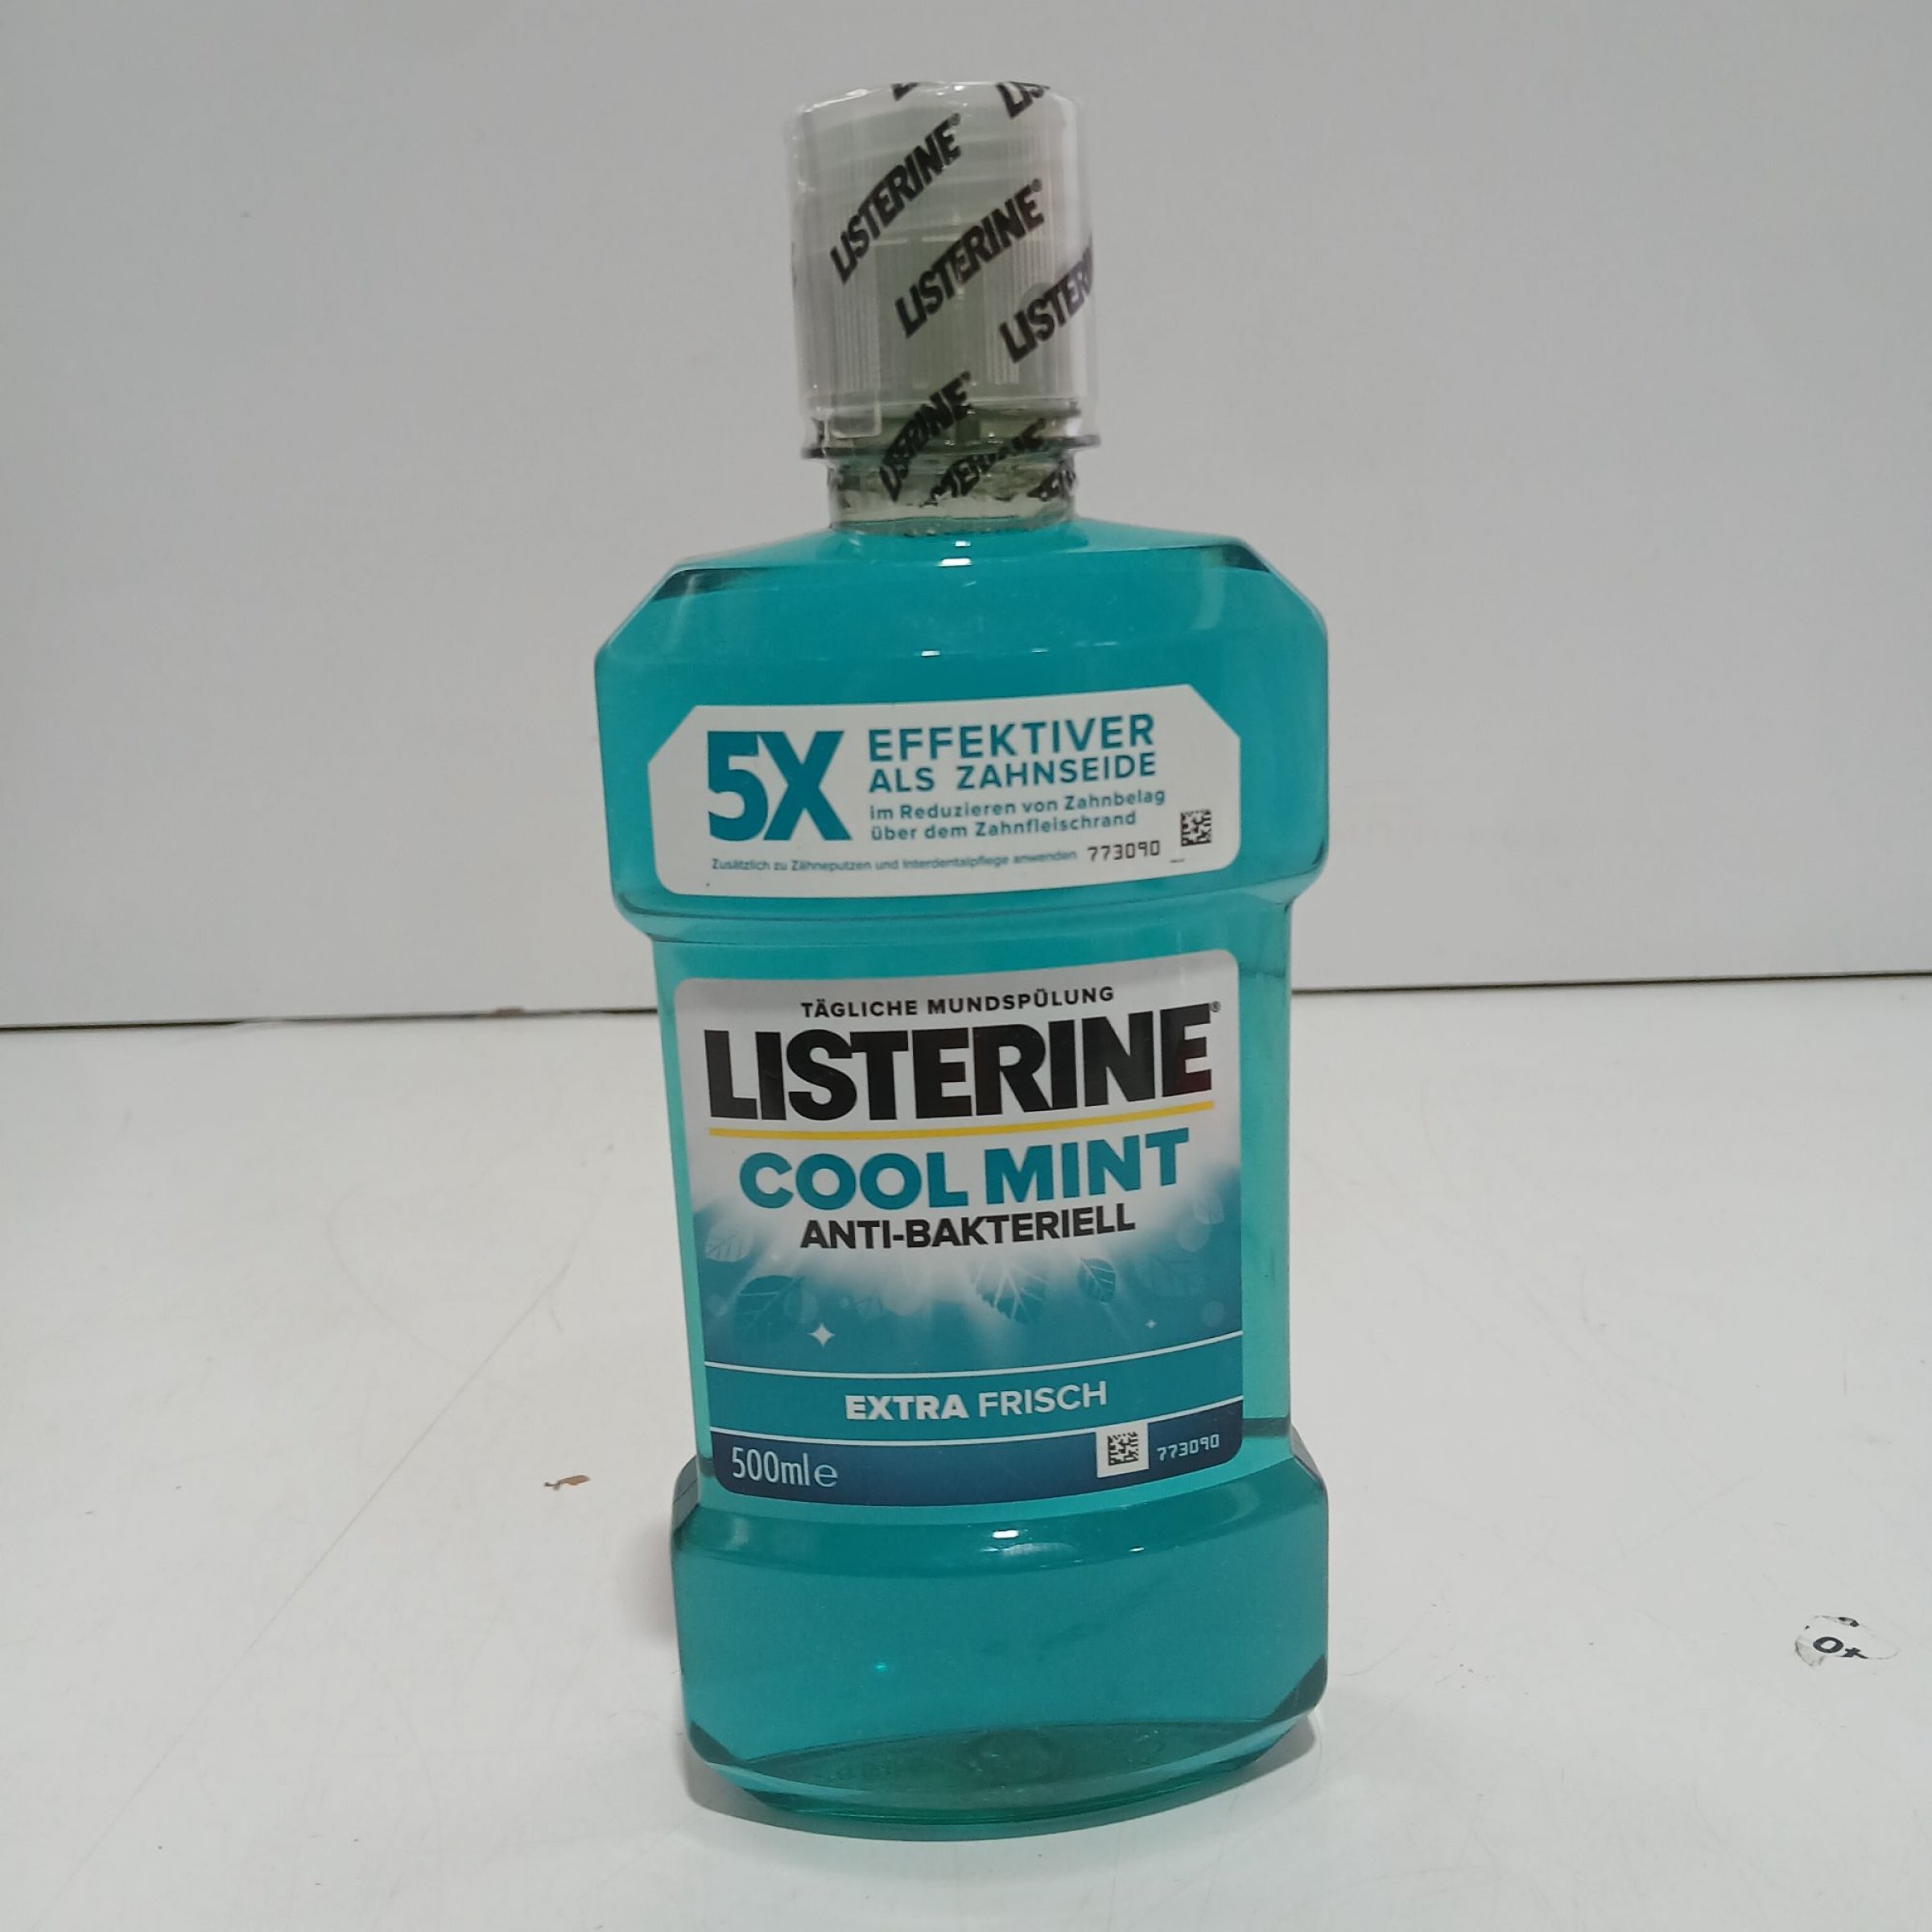 LISTERINE®
LISTERINE®
LISTERINE
5X EFFEKTIVER
ALS ZAHNSEIDE
im Reduzieren von Zahnbelag
über dem Zahnfleischrand
Zusätzlich zu Zähneputzen und Interdentalpflege anwenden 773090
TÄGLICHE MUNDSPÜLUNG
LISTERINE®
COOL MINT
ANTI-BAKTERIELL
EXTRA FRISCH
500ml℮ 773090